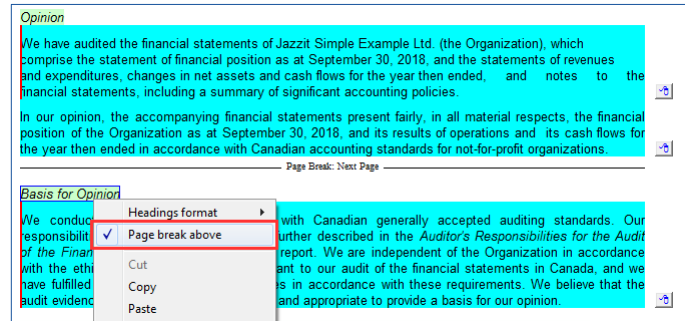 Opinion
We have audited the financial statements of Jazzit Simple Example Ltd. (the Organization), which
comprise the statement of financial position as at September 30, 2018, and the statements of revenues
and expenditures, changes in net assets and cash flows for the year then ended, and notes to the
financial statements, including a summary of significant accounting policies.
In our opinion, the accompanying financial statements present fairly, in all material respects, the financial
position of the Organization as at September 30, 2018, and its results of operations and its cash flows for
the year then ended in accordance with Canadian accounting standards for not-for-profit organizations.
Page Break: Next Page
Basis for Opinion
We with Canadian generally accepted auditing standards. Our
further described in the Auditor's Responsibilities for the Audit
of the report. We are independent of the Organization in accordance
with the to our audit of the financial statements in Canada, and we
have fulfilled in accordance with these requirements. We believe that the
audit and appropriate to provide a basis for our opinion.
Headings format
Page break above
Cut
Copy
Paste